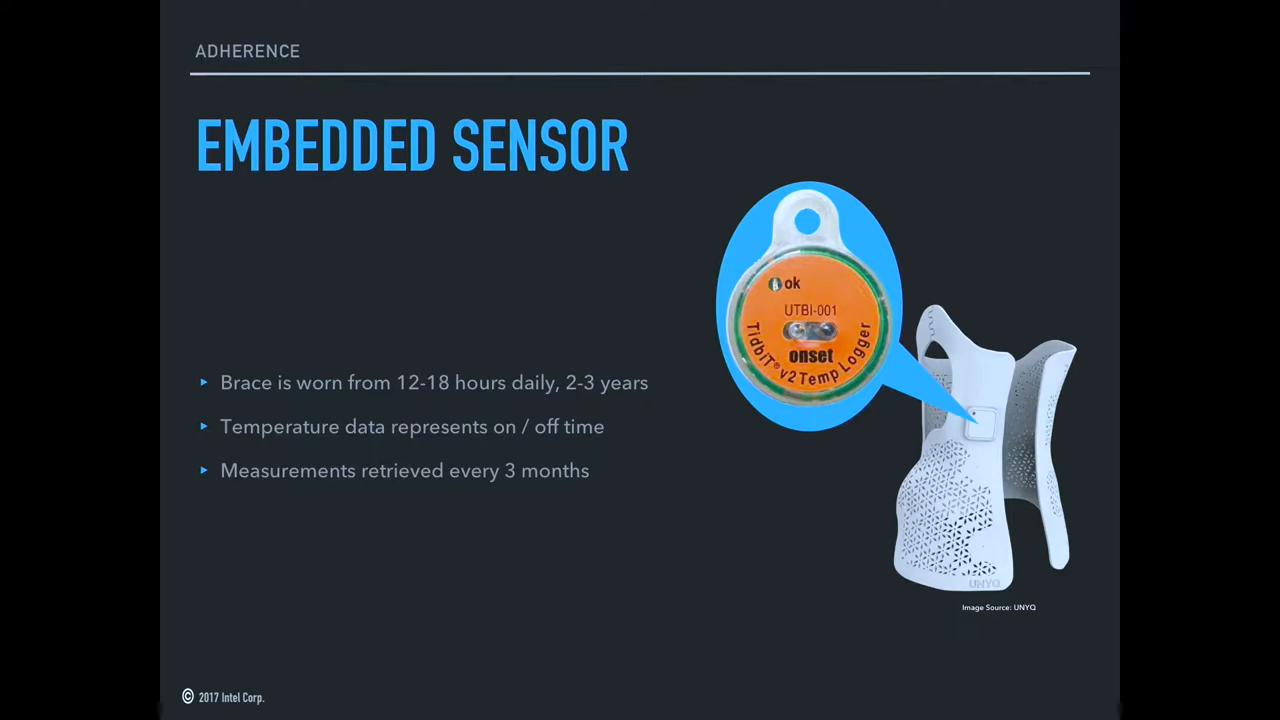 ADHERENCE
EMBEDDED SENSOR
ok
UTBI-001
onset
TidbiT® v2 Temp Logger
▸ Brace is worn from 12-18 hours daily, 2-3 years
▸ Temperature data represents on / off time
▸ Measurements retrieved every 3 months
UNYQ
Image Source: UNYQ
© 2017 Intel Corp.